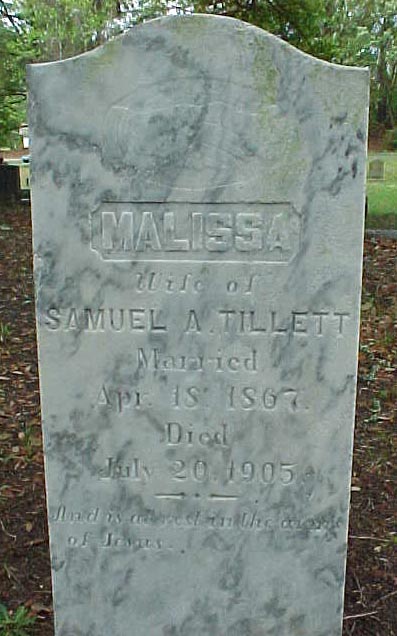 MALISSA
Wife of
SAMUEL A. TILLETT
Married
Apr. 18. 1867.
Died
July 20. 1905
And is at rest in the arms
of Jesus.